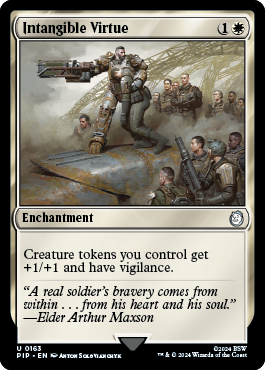 Intangible Virtue 1
Enchantment
Creature tokens you control get
+1/+1 and have vigilance.
“A real soldier’s bravery comes from
within . . . from his heart and his soul.”
—Elder Arthur Maxson
U 0163 ©2024 BSW
PIP • EN Anton Solovianchyk ™ & © 2024 Wizards of the Coast